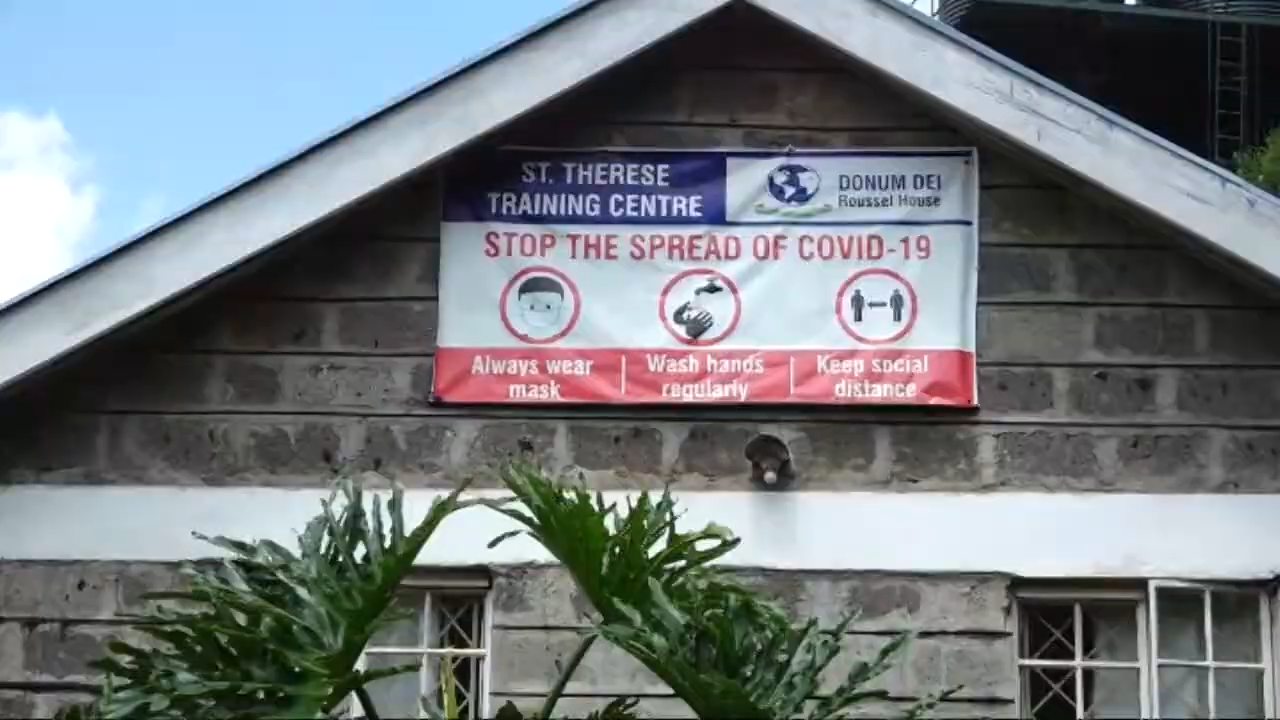 ST. THERESE
TRAINING CENTRE
DONUM DEI
Roussel House
STOP THE SPREAD OF COVID-19
Always wear
mask
Wash hands
regularly
Keep social
distance